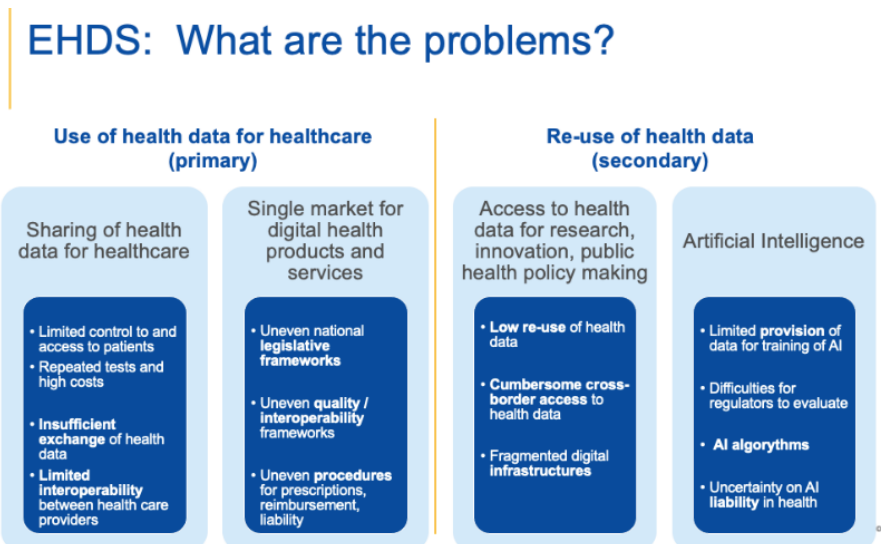 EHDS: What are the problems?
Use of health data for healthcare
(primary)
Sharing of health
data for healthcare
• Limited control to and
access to patients
• Repeated tests and
high costs
• Insufficient
exchange of health
data
• Limited
interoperability
between health care
providers
Single market for
digital health
products and
services
• Uneven national
legislative
frameworks
• Uneven quality /
interoperability
frameworks
• Uneven procedures
for prescriptions,
reimbursement,
liability
Re-use of health data
(secondary)
Access to health
data for research,
innovation, public
health policy making
• Low re-use of health
data
• Cumbersome cross-
border access to
health data
• Fragmented digital
infrastructures
Artificial Intelligence
• Limited provision of
data for training of AI
• Difficulties for
regulators to evaluate
• AI algorythms
• Uncertainty on AI
liability in health